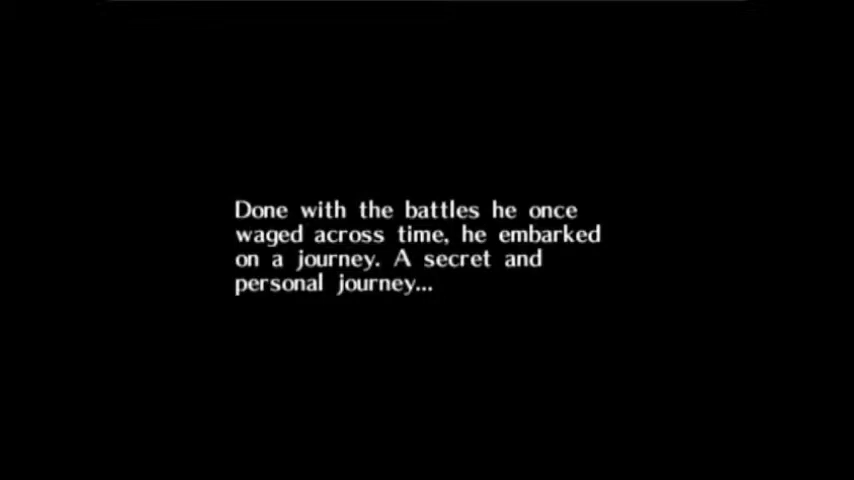 Done with the battles he once
waged across time, he embarked
on a journey. A secret and
personal journey...